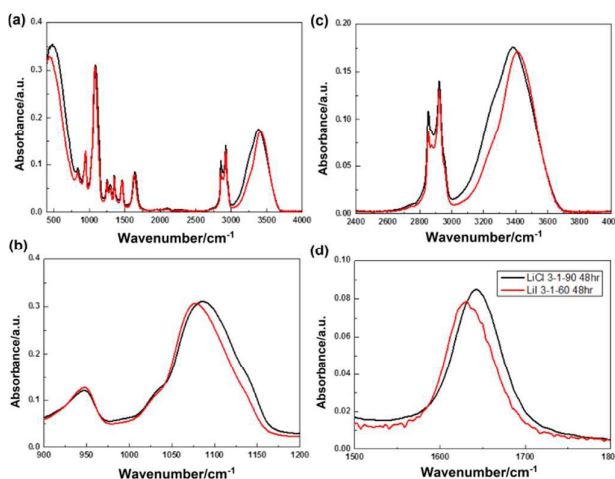 (a)
Absorbance/a.u.
0.4
0.3
0.2
0.1
0.0
500 1000 1500 2000 2500 3000 3500 4000
Wavenumber/cm-1
(c)
Absorbance/a.u.
0.20
0.15
0.10
0.05
0.00
2400 2600 2800 3000 3200 3400 3600 3800 4000
Wavenumber/cm-1
(b)
Absorbance/a.u.
0.4
0.3
0.2
0.1
0.0
900 950 1000 1050 1100 1150 1200
Wavenumber/cm-1
(d)
LiCl 3-1-90 48hr
LiI 3-1-60 48hr
Absorbance/a.u.
0.10
0.08
0.06
0.04
0.02
0.00
1500 1600 1700 1800
Wavenumber/cm-1